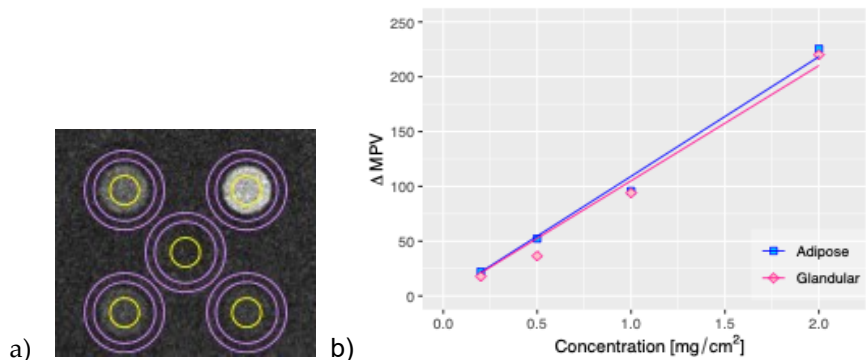 a)
b)
250
200
150
100
50
0
Δ MPV
0.0 0.5 1.0 1.5 2.0
Concentration [mg/cm²]
Adipose
Glandular